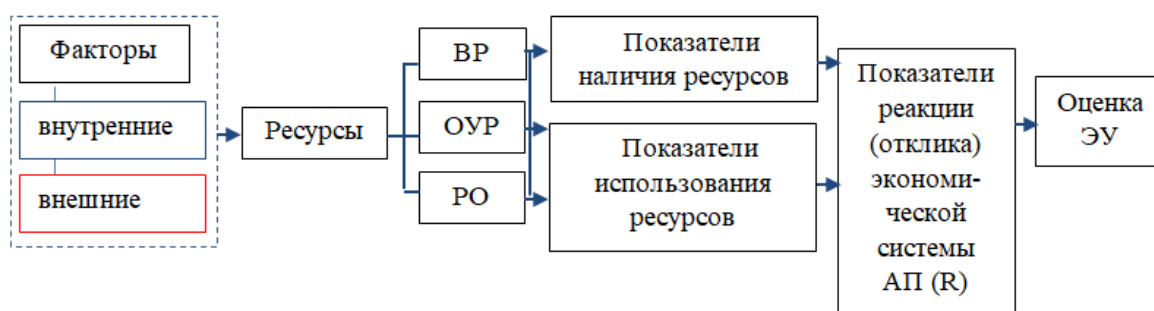 Факторы
внутренние
внешние
Ресурсы
ВР
ОУР
РО
Показатели
наличия ресурсов
Показатели
использования
ресурсов
Показатели
реакции
(отклика)
экономи-
ческой
системы
АП (R)
Оценка
ЭУ